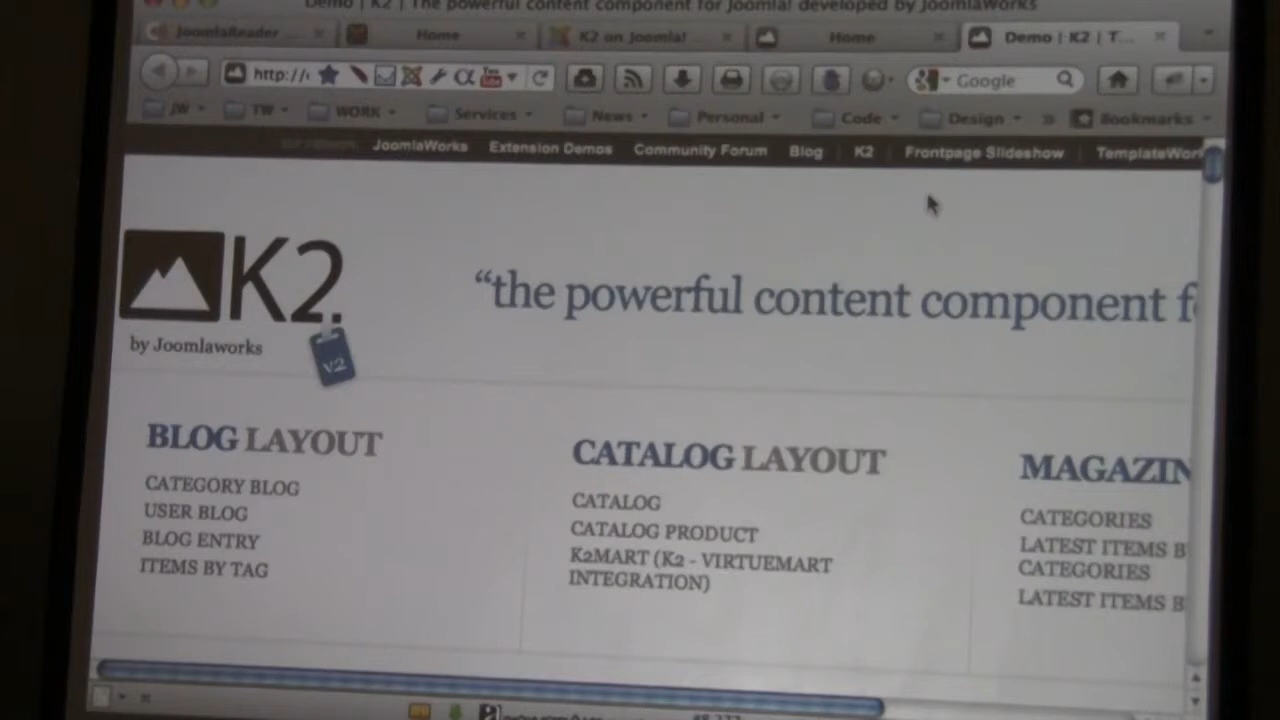 Demo | K2 | The powerful content component for Joomla! developed by JoomlaWorks
JoomlaReader ... Home K2 on Joomla! ... Home Demo | K2 | T...
http:// Google
JW TW WORK Services News Personal Code Design » Bookmarks
JoomlaWorks Extension Demos Community Forum Blog K2 Frontpage Slideshow TemplateWor
K2.
by Joomlaworks
v2
“the powerful content component f
BLOG LAYOUT
CATEGORY BLOG
USER BLOG
BLOG ENTRY
ITEMS BY TAG
CATALOG LAYOUT
CATALOG
CATALOG PRODUCT
K2MART (K2 - VIRTUEMART
INTEGRATION)
MAGAZIN
CATEGORIES
LATEST ITEMS B
CATEGORIES
LATEST ITEMS B